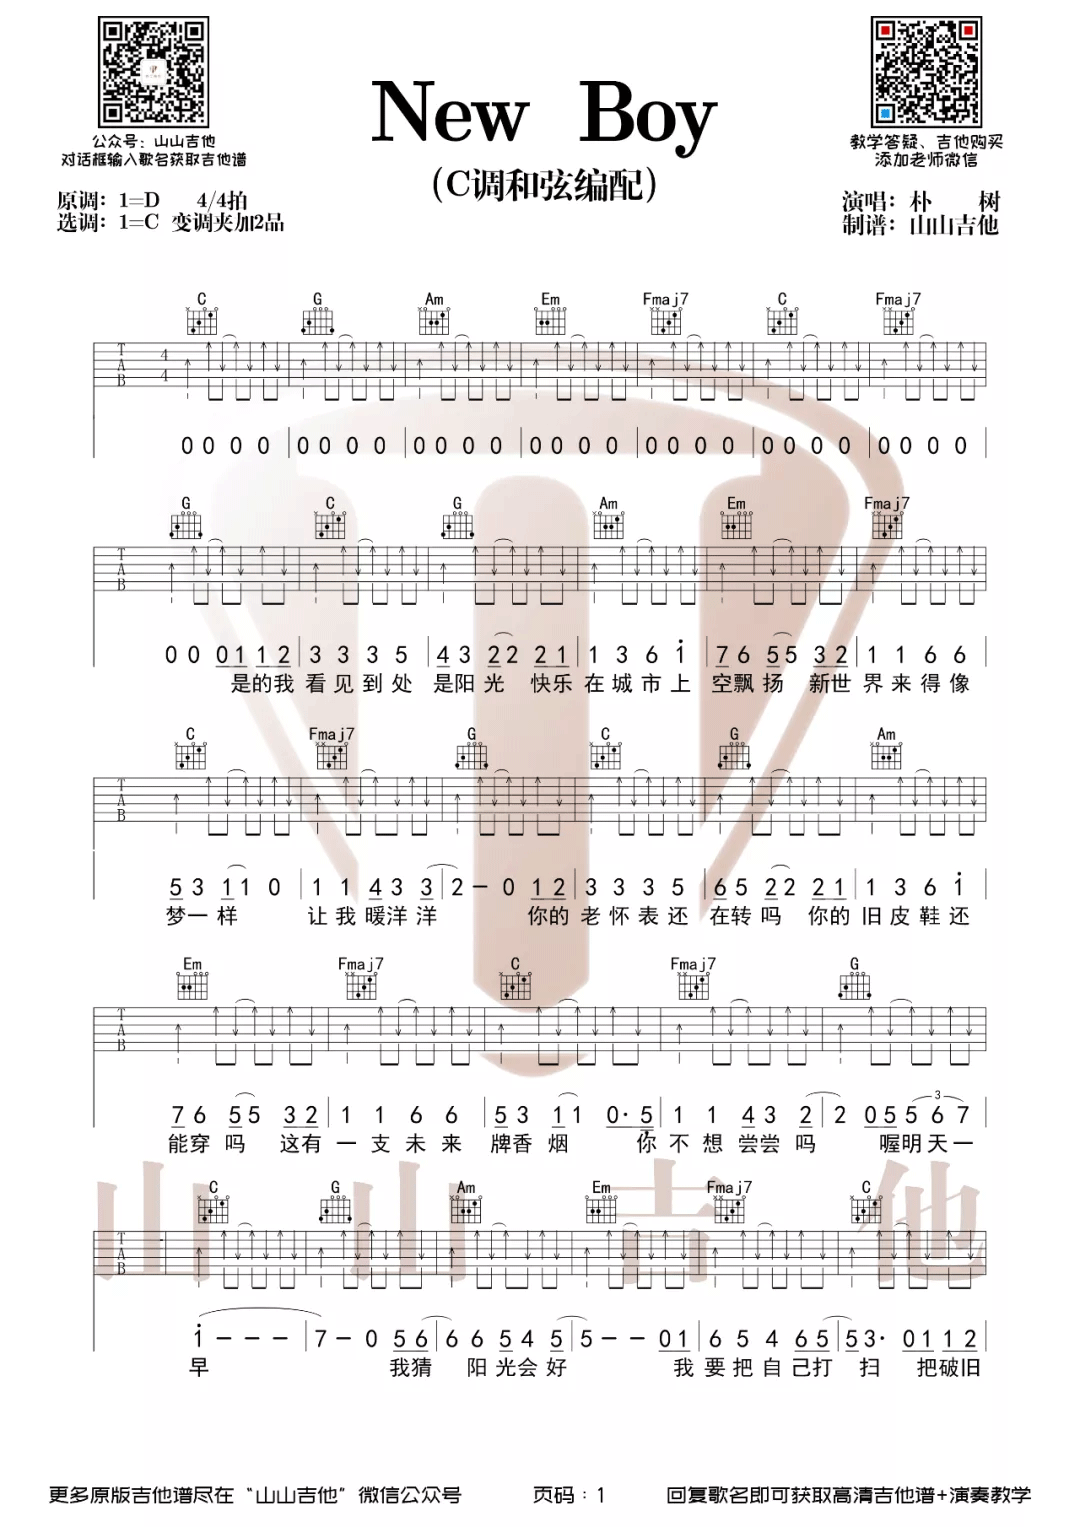 New Boy
(C调和弦编配)
公众号：山山吉他
对话框输入歌名获取吉他谱
教学答疑、吉他购买
添加老师微信
原调：1=D 4/4拍
选调：1=C 变调夹加2品
演唱：朴 树
制谱：山山吉他
C G Am Em Fmaj7 C Fmaj7
T A B 4 4
0 0 0 0 | 0 0 0 0 | 0 0 0 0 | 0 0 0 0 | 0 0 0 0 | 0 0 0 0 | 0 0 0 0
G C G Am Em Fmaj7
T A B
0 0 0 1 1 2 | 3 3 3 5 | 4 3 2 2 2 1 | 1 3 6 i | 7 6 5 5 3 2 | 1 1 6 6
是的我 看见到处 是阳光 快乐在城市上 空飘扬 新世界来得像
C Fmaj7 G C G Am
T A B
5 3 1 1 0 | 1 1 4 3 3 | 2 - 0 1 2 | 3 3 3 5 | 6 5 2 2 2 1 | 1 3 6 i
梦一样 让我暖洋洋 你的老怀表还 在转吗 你的旧皮鞋还
Em Fmaj7 C Fmaj7 G
T A B
7 6 5 5 3 2 | 1 1 6 6 | 5 3 1 1 0· 5 | 1 1 4 3 2 | 2 0 5 5 6 7
能穿吗 这有一支未来 牌香烟 你不想尝尝吗 喔明天一
C G Am Em Fmaj7 C
T A B
i - - - | 7 - 0 5 6 | 6 6 5 4 5 | 5 - - 0 1 | 6 5 4 6 5 | 5 3· 0 1 1 2
早 我猜 阳光会好 我要把自己打 扫 把破旧
山山吉他
更多原版吉他谱尽在“山山吉他”微信公众号 页码：1 回复歌名即可获取高清吉他谱+演奏教学